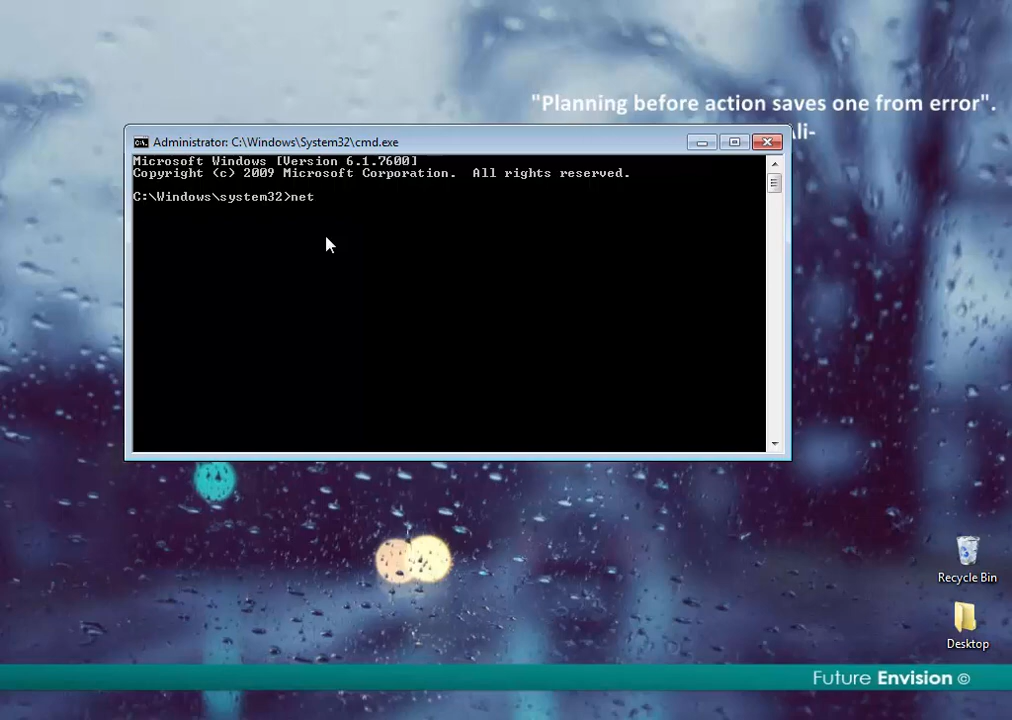 "Planning before action saves one from error".
Ali-
Administrator: C:\Windows\System32\cmd.exe
Microsoft Windows [Version 6.1.7600]
Copyright (c) 2009 Microsoft Corporation.  All rights reserved.
C:\Windows\system32>net
Recycle Bin
Desktop
Future Envision ©